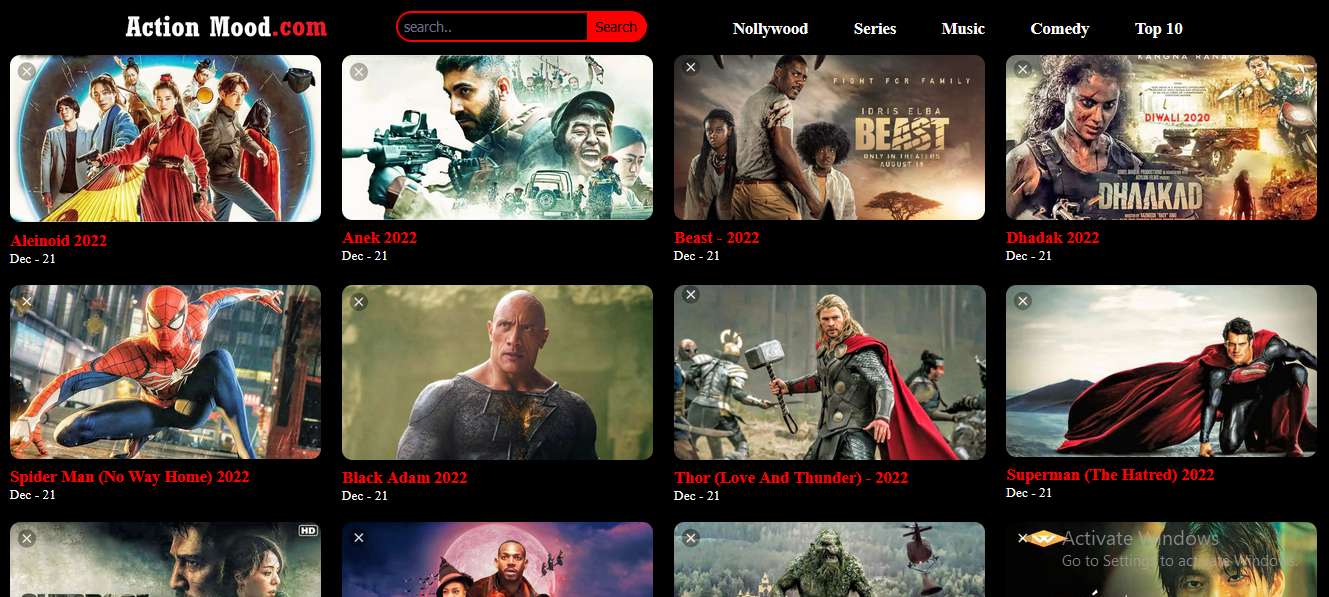 Action Mood.com
search..
Search
Nollywood
Series
Music
Comedy
Top 10
FIGHT FOR FAMILY
IDRIS ELBA
BEAST
ONLY IN THEATERS
AUGUST 19
KANGNA RANAUT
DIWALI 2020
DHAAKAD
Aleinoid 2022
Dec - 21
Anek 2022
Dec - 21
Beast - 2022
Dec - 21
Dhadak 2022
Dec - 21
Spider Man (No Way Home) 2022
Dec - 21
Black Adam 2022
Dec - 21
Thor (Love And Thunder) - 2022
Dec - 21
Superman (The Hatred) 2022
Dec - 21
HD
Activate Windows
Go to Settings to activate Windows.